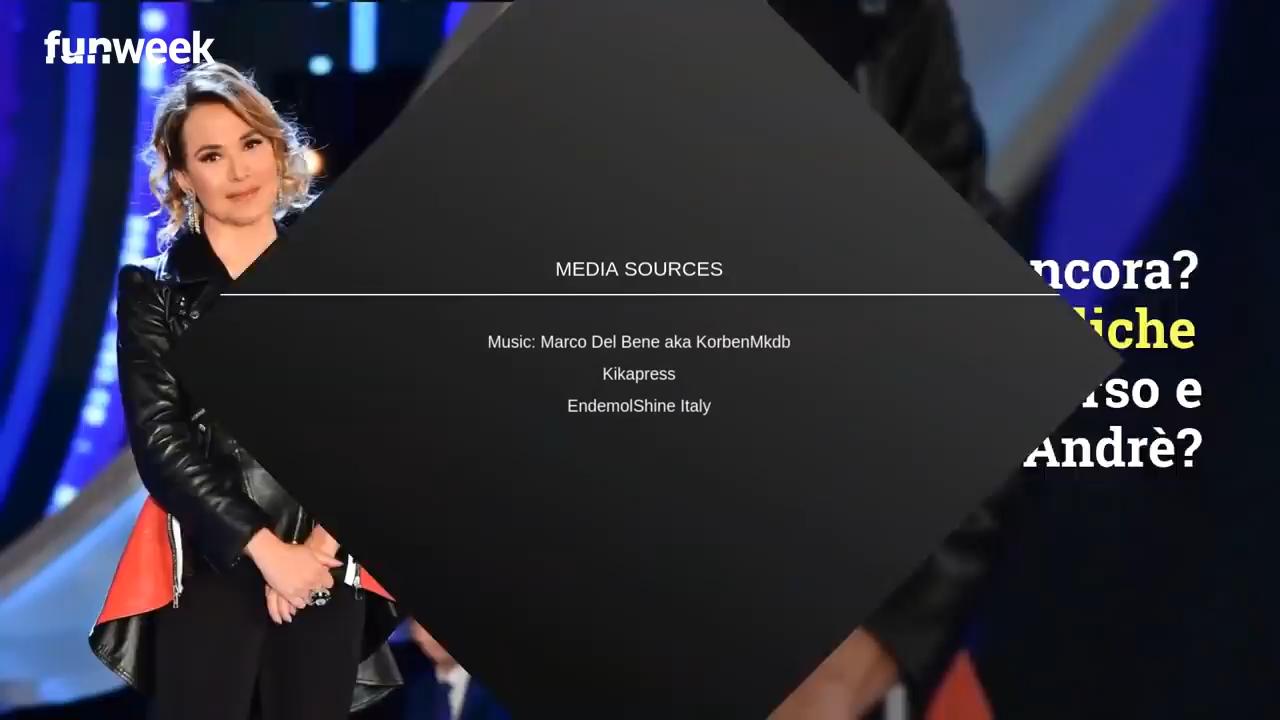 funweek
MEDIA SOURCES
Music: Marco Del Bene aka KorbenMkdb
Kikapress
EndemolShine Italy
ncora?
liche
rso e
Andrè?